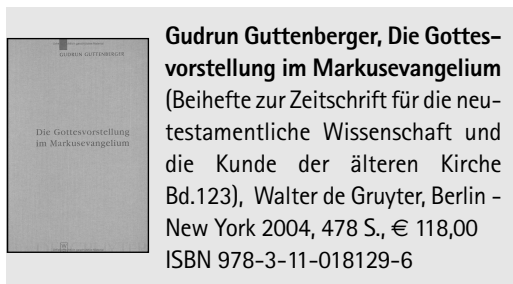 GUDRUN GUTTENBERGER
Die Gottesvorstellung
im Markusevangelium
Gudrun Guttenberger, Die Gottes-
vorstellung im Markusevangelium
(Beihefte zur Zeitschrift für die neu-
testamentliche Wissenschaft und
die Kunde der älteren Kirche
Bd.123), Walter de Gruyter, Berlin -
New York 2004, 478 S., € 118,00
ISBN 978-3-11-018129-6